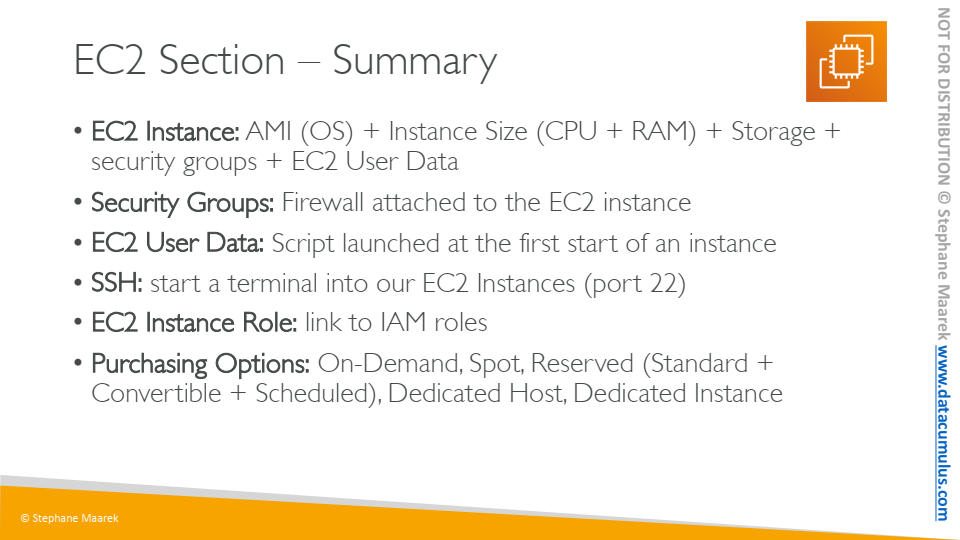 EC2 Section – Summary
• EC2 Instance: AMI (OS) + Instance Size (CPU + RAM) + Storage +
security groups + EC2 User Data
• Security Groups: Firewall attached to the EC2 instance
• EC2 User Data: Script launched at the first start of an instance
• SSH: start a terminal into our EC2 Instances (port 22)
• EC2 Instance Role: link to IAM roles
• Purchasing Options: On-Demand, Spot, Reserved (Standard +
Convertible + Scheduled), Dedicated Host, Dedicated Instance
© Stephane Maarek
NOT FOR DISTRIBUTION © Stephane Maarek www.datacumulus.com